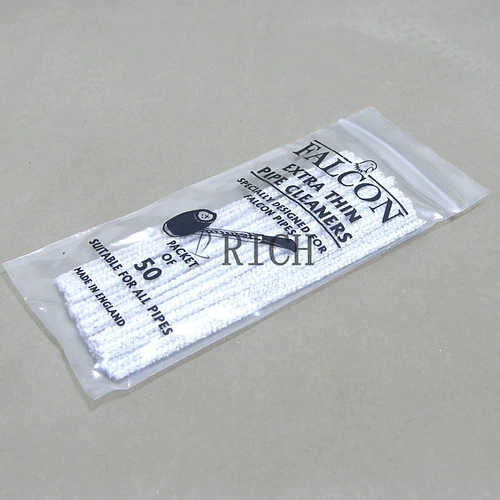 FALCON
EXTRA THIN
PIPE CLEANERS
SPECIALLY DESIGNED FOR
FALCON PIPES
PACKET
OF
50
SUITABLE FOR ALL PIPES
MADE IN ENGLAND
RICH